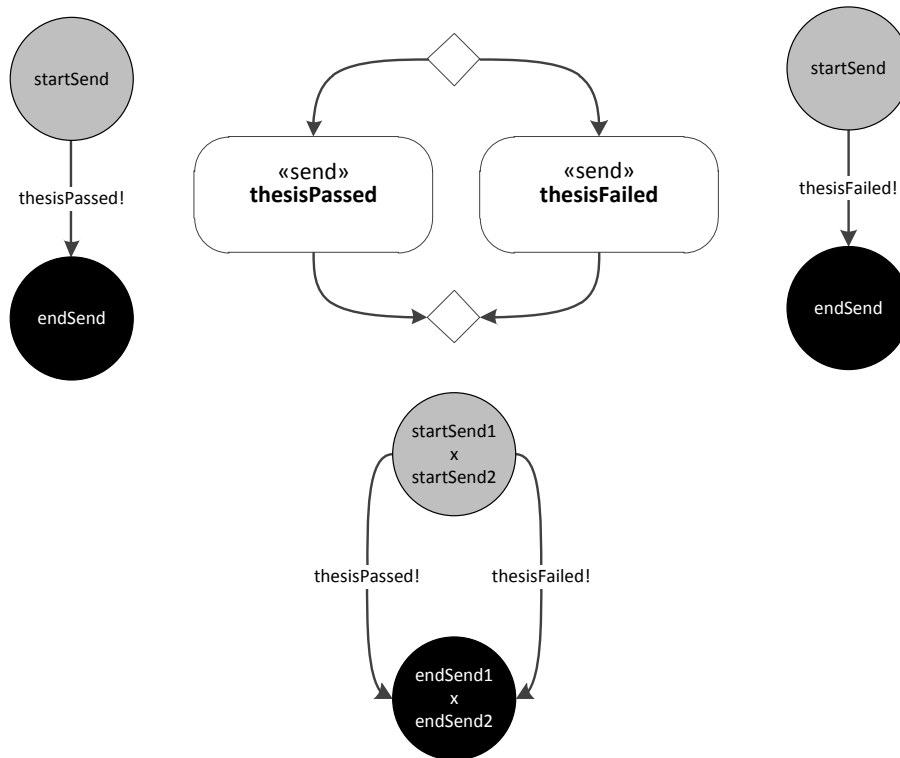 startSend
thesisPassed!
endSend
«send»
thesisPassed
«send»
thesisFailed
startSend
thesisFailed!
endSend
startSend1
x
startSend2
thesisPassed!
thesisFailed!
endSend1
x
endSend2